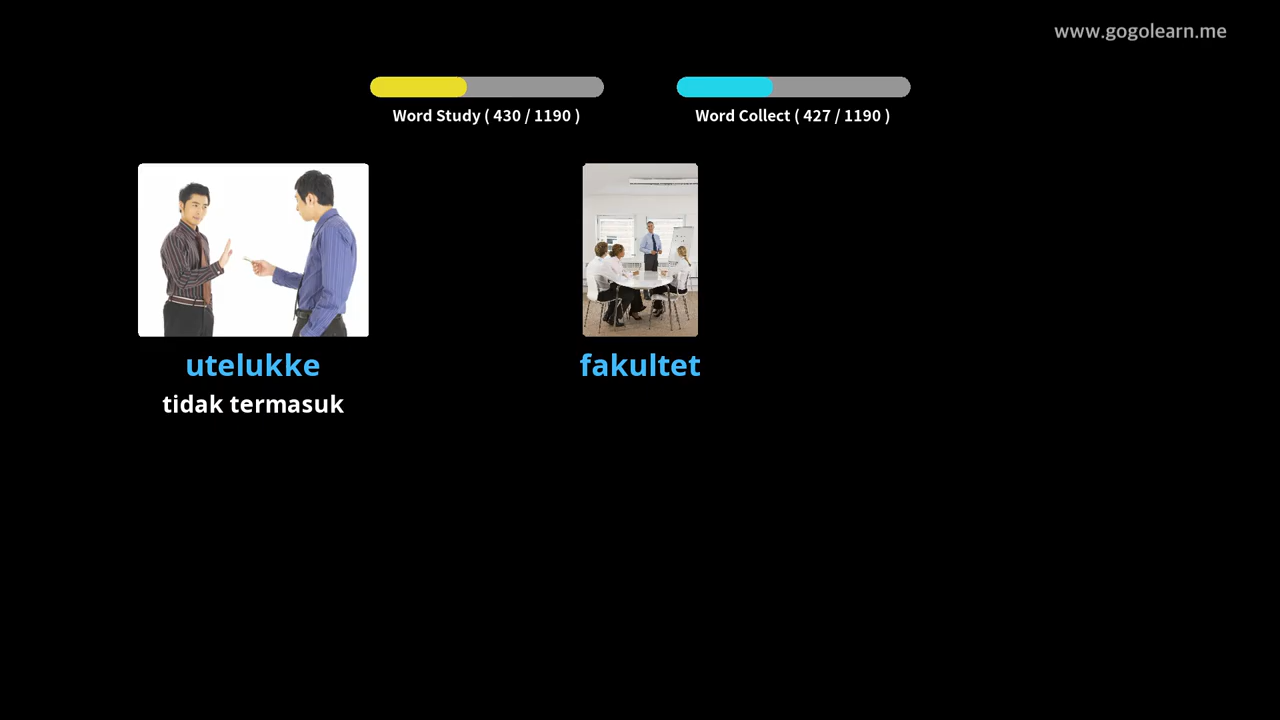 www.gogolearn.me
Word Study ( 430 / 1190 )
Word Collect ( 427 / 1190 )
utelukke
tidak termasuk
fakultet